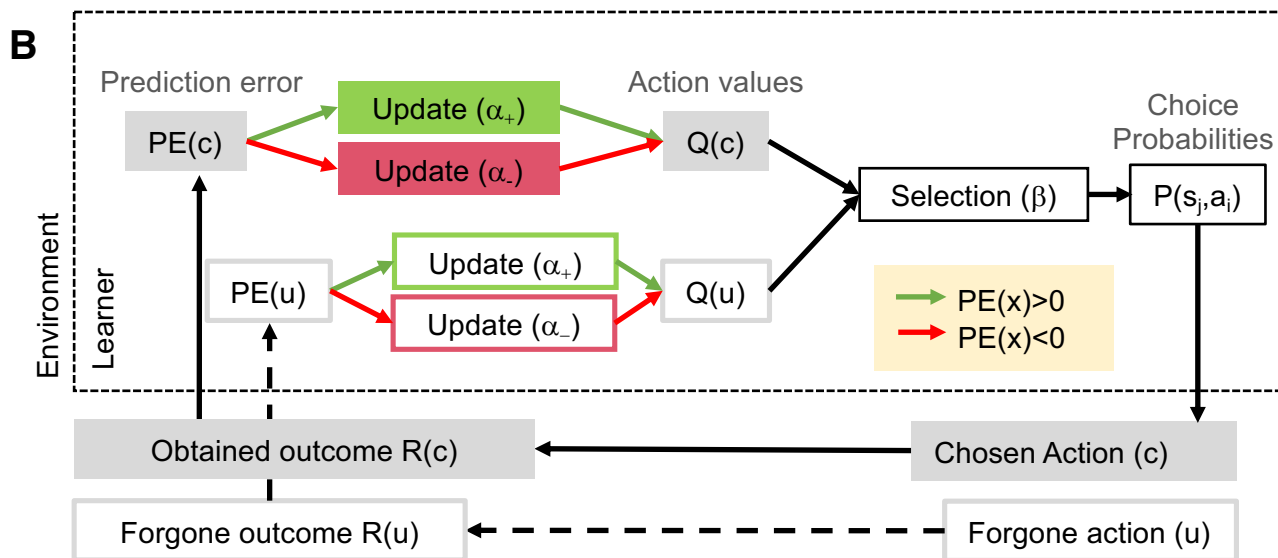 B
Prediction error
Action values
Choice
Probabilities
Update (α+)
PE(c)
Q(c)
Update (α-)
Selection (β)
P(sj,ai)
Update (α+)
PE(u)
Q(u)
Update (α–)
PE(x)>0
PE(x)<0
Environment
Learner
Obtained outcome R(c)
Chosen Action (c)
Forgone outcome R(u)
Forgone action (u)